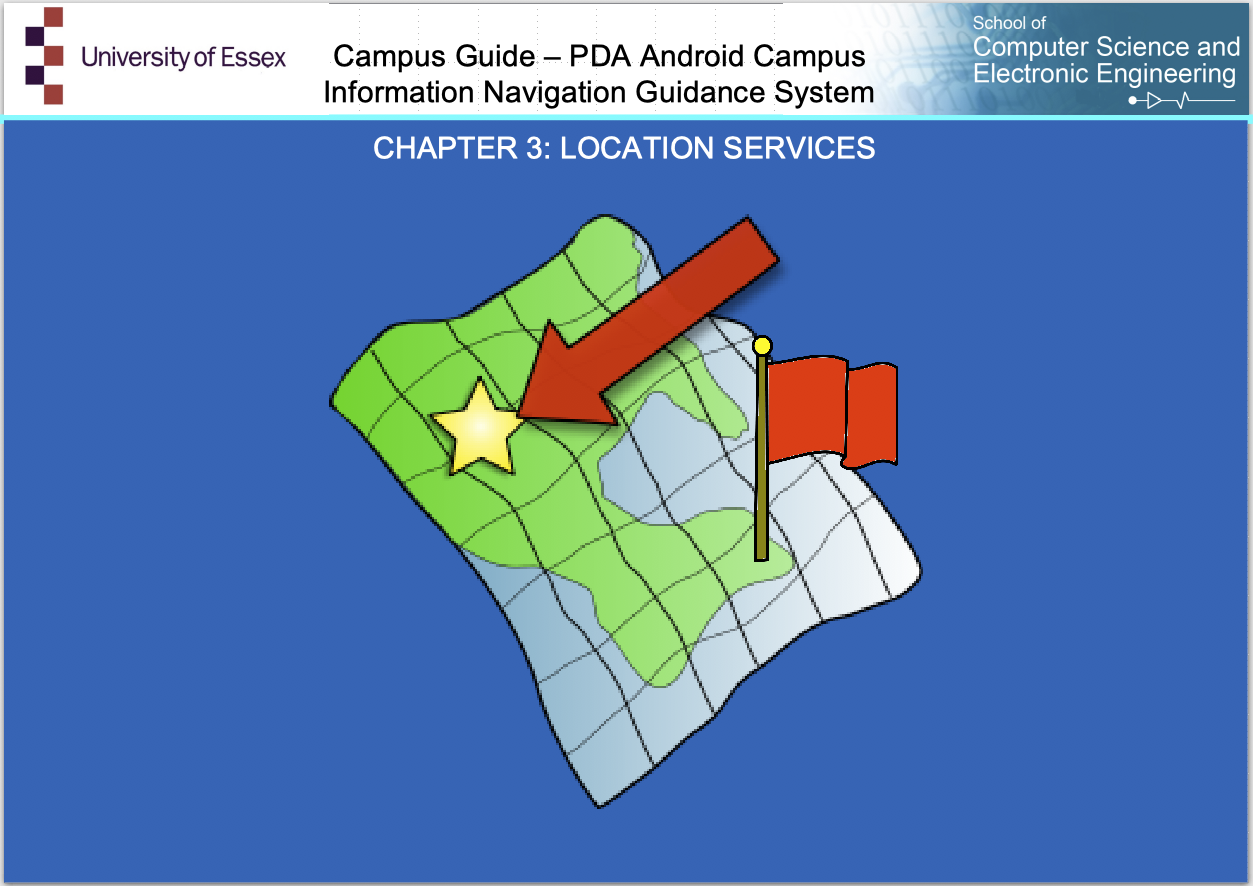 University of Essex
Campus Guide – PDA Android Campus
Information Navigation Guidance System
School of
Computer Science and
Electronic Engineering
CHAPTER 3: LOCATION SERVICES